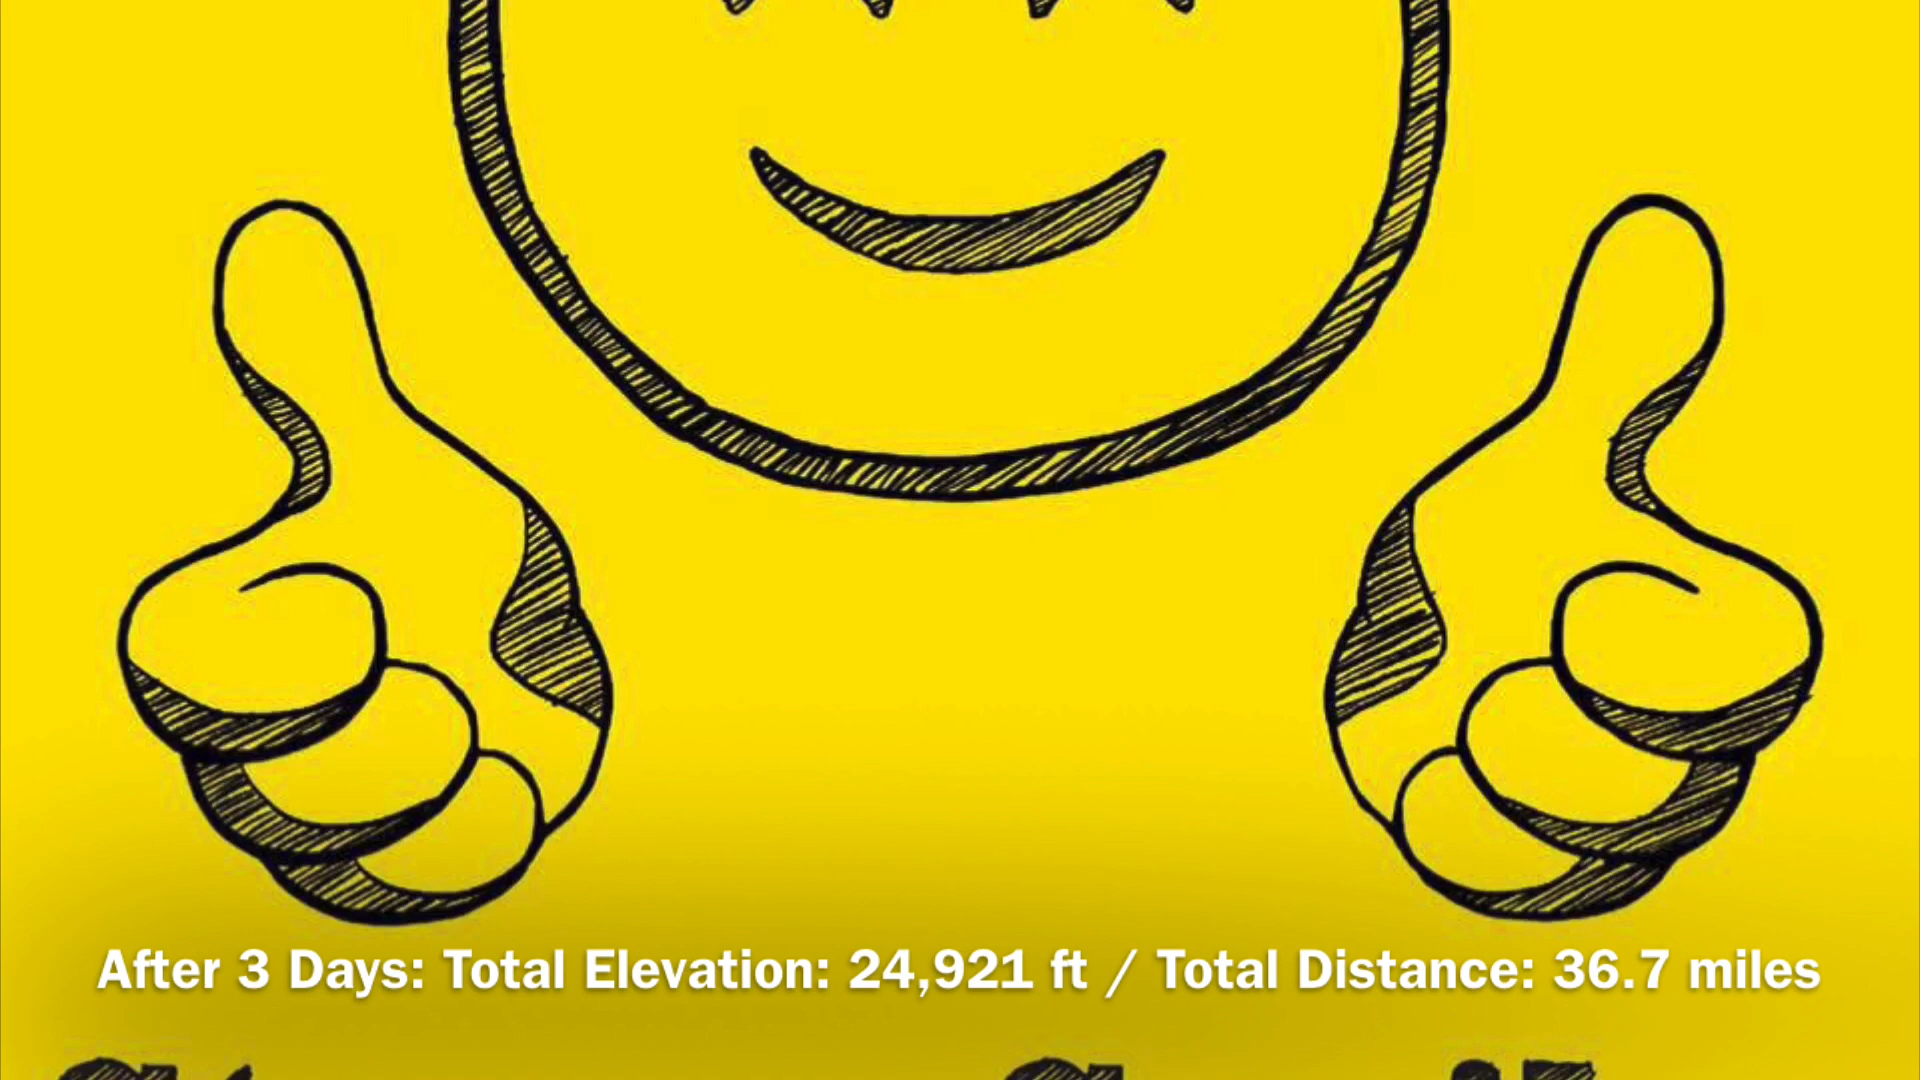 After 3 Days: Total Elevation: 24,921 ft / Total Distance: 36.7 miles